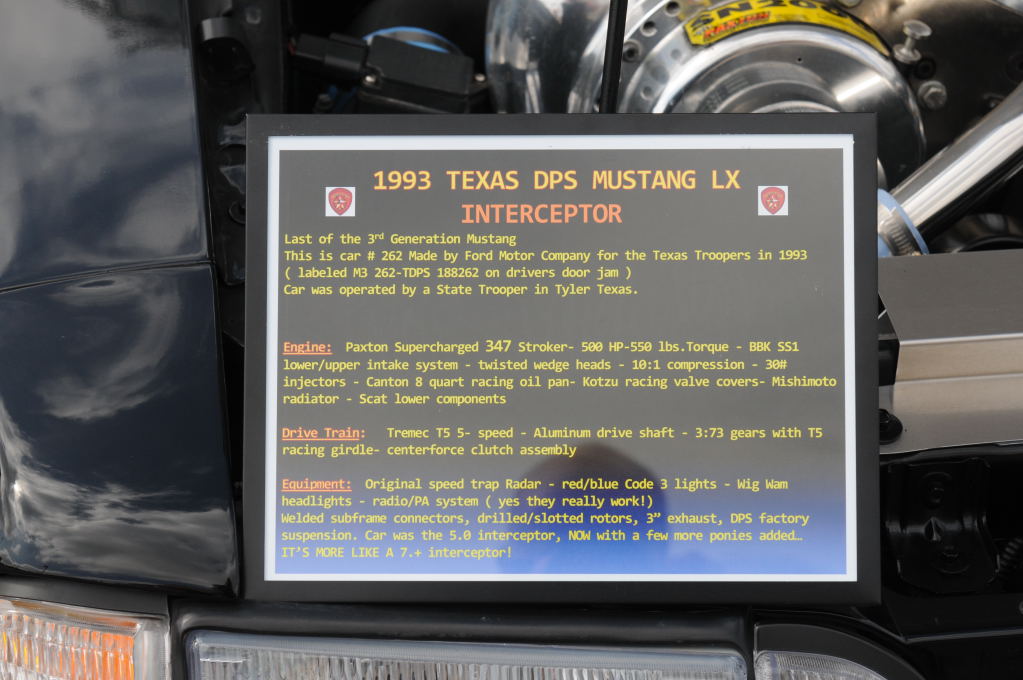 SN200
PAXTON
1993 TEXAS DPS MUSTANG LX
INTERCEPTOR
Last of the 3rd Generation Mustang
This is car # 262 Made by Ford Motor Company for the Texas Troopers in 1993
( labeled M3 262-TDPS 188262 on drivers door jam )
Car was operated by a State Trooper in Tyler Texas.
Engine: Paxton Supercharged 347 Stroker- 500 HP-550 lbs.Torque - BBK SS1
lower/upper intake system - twisted wedge heads - 10:1 compression - 30#
injectors - Canton 8 quart racing oil pan- Kotzu racing valve covers- Mishimoto
radiator - Scat lower components
Drive Train: Tremec T5 5- speed - Aluminum drive shaft - 3:73 gears with T5
racing girdle- centerforce clutch assembly
Equipment: Original speed trap Radar - red/blue Code 3 lights - Wig Wam
headlights - radio/PA system ( yes they really work!)
Welded subframe connectors, drilled/slotted rotors, 3” exhaust, DPS factory
suspension. Car was the 5.0 interceptor, NOW with a few more ponies added…
IT’S MORE LIKE A 7.+ interceptor!